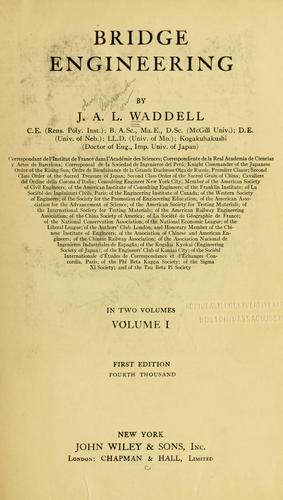 BRIDGE
ENGINEERING
BY
J. A. L. WADDELL
C.E. (Rens. Poly. Inst.); B. A.Sc., Ma.E., D.Sc. (McGill Univ.); D.E.
(Univ. of Neb.); LL.D. (Univ. of Mo.); Kogakuhakushi
(Doctor of Eng., Imp. Univ. of Japan)
Correspondant de l'Institut de France dans l'Académie des Sciences; Correspondiente de la Real Academia de Ciencias
y Artes de Barcelona; Corresponsal de la Sociedad de Ingenieros del Perú; Knight Commander of the Japanese
Order of the Rising Sun; Ordre de Bienfaisance de la Grande Duchesse Olga de Russie, Première Classe; Second
Class Order of the Sacred Treasure of Japan; Second Class Order of the Sacred Grain of China; Cavaliere
del Ordine della Corona d'Italia; Consulting Engineer New York City; Member of the American Society
of Civil Engineers; of the American Institute of Consulting Engineers; of the Franklin Institute; of La
Société des Ingénieurs Civils, Paris; of the Engineering Institute of Canada; of the Western Society
of Engineers; of the Society for the Promotion of Engineering Education; of the American Asso-
ciation for the Advancement of Science; of the American Society for Testing Materials; of
the International Society for Testing Materials; of the American Railway Engineering
Association; of the China Society of America; of La Société de Géographie de France;
of the National Conservation Association; of the National Economic League; of the
Liberal League; of the Authors' Club, London; and Honorary Member of the Chi-
nese Institute of Engineers; of the Association of Chinese and American En-
gineers; of the Chinese Railway Association; of the Asociación Nacional de
Ingenieros Industriales de España; of the Kogaku Kyokai (Engineering
Society of Japan); of the Engineers' Club of Kansas City; of the Société
Internationale d'Etudes de Correspondance et d'Echanges Con-
cordia, Paris; of the Phi Beta Kappa Society; of the Sigma
Xi Society; and of the Tau Beta Pi Society
IN TWO VOLUMES
VOLUME I
BOSTON MASSACHUSETTS
FIRST EDITION
FOURTH THOUSAND
NEW YORK
JOHN WILEY & SONS, Inc.
London: CHAPMAN & HALL, Limited